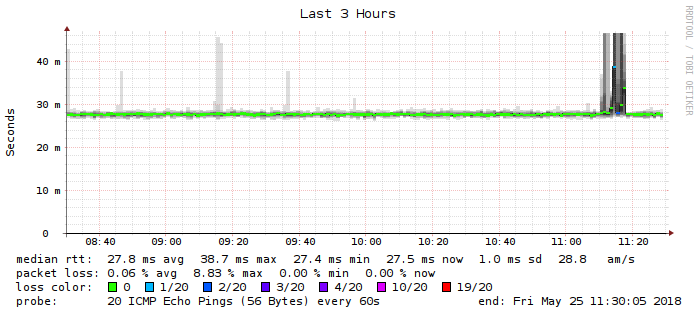 Last 3 Hours
RRDTOOL / TOBI OETIKER
Seconds
40 m
30 m
20 m
10 m
0
08:40 09:00 09:20 09:40 10:00 10:20 10:40 11:00 11:20
median rtt: 27.8 ms avg 38.7 ms max 27.4 ms min 27.5 ms now 1.0 ms sd 28.8 am/s
packet loss: 0.06 % avg 8.83 % max 0.00 % min 0.00 % now
loss color: 0 1/20 2/20 3/20 4/20 10/20 19/20
probe: 20 ICMP Echo Pings (56 Bytes) every 60s end: Fri May 25 11:30:05 2018